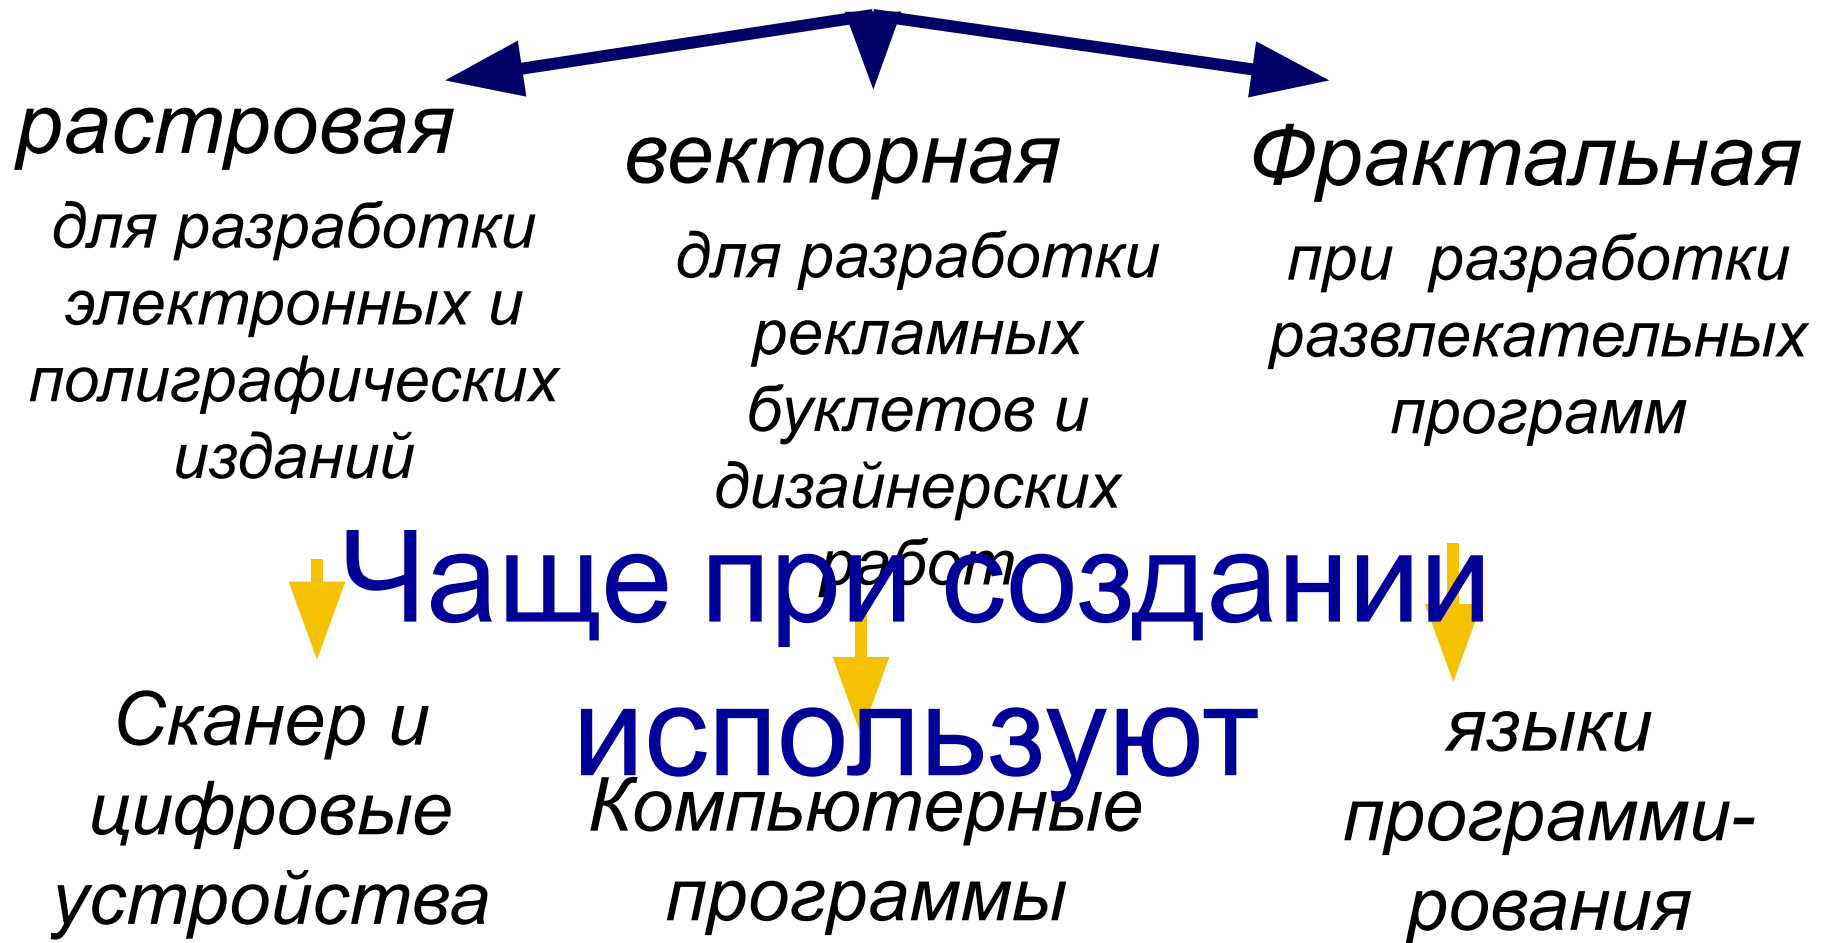 растровая
для разработки
электронных и
полиграфических
изданий
векторная
для разработки
рекламных
буклетов и
дизайнерских
работ
Фрактальная
при разработки
развлекательных
программ
Чаще при создании
используют
Сканер и
цифровые
устройства
Компьютерные
программы
языки
программи-
рования